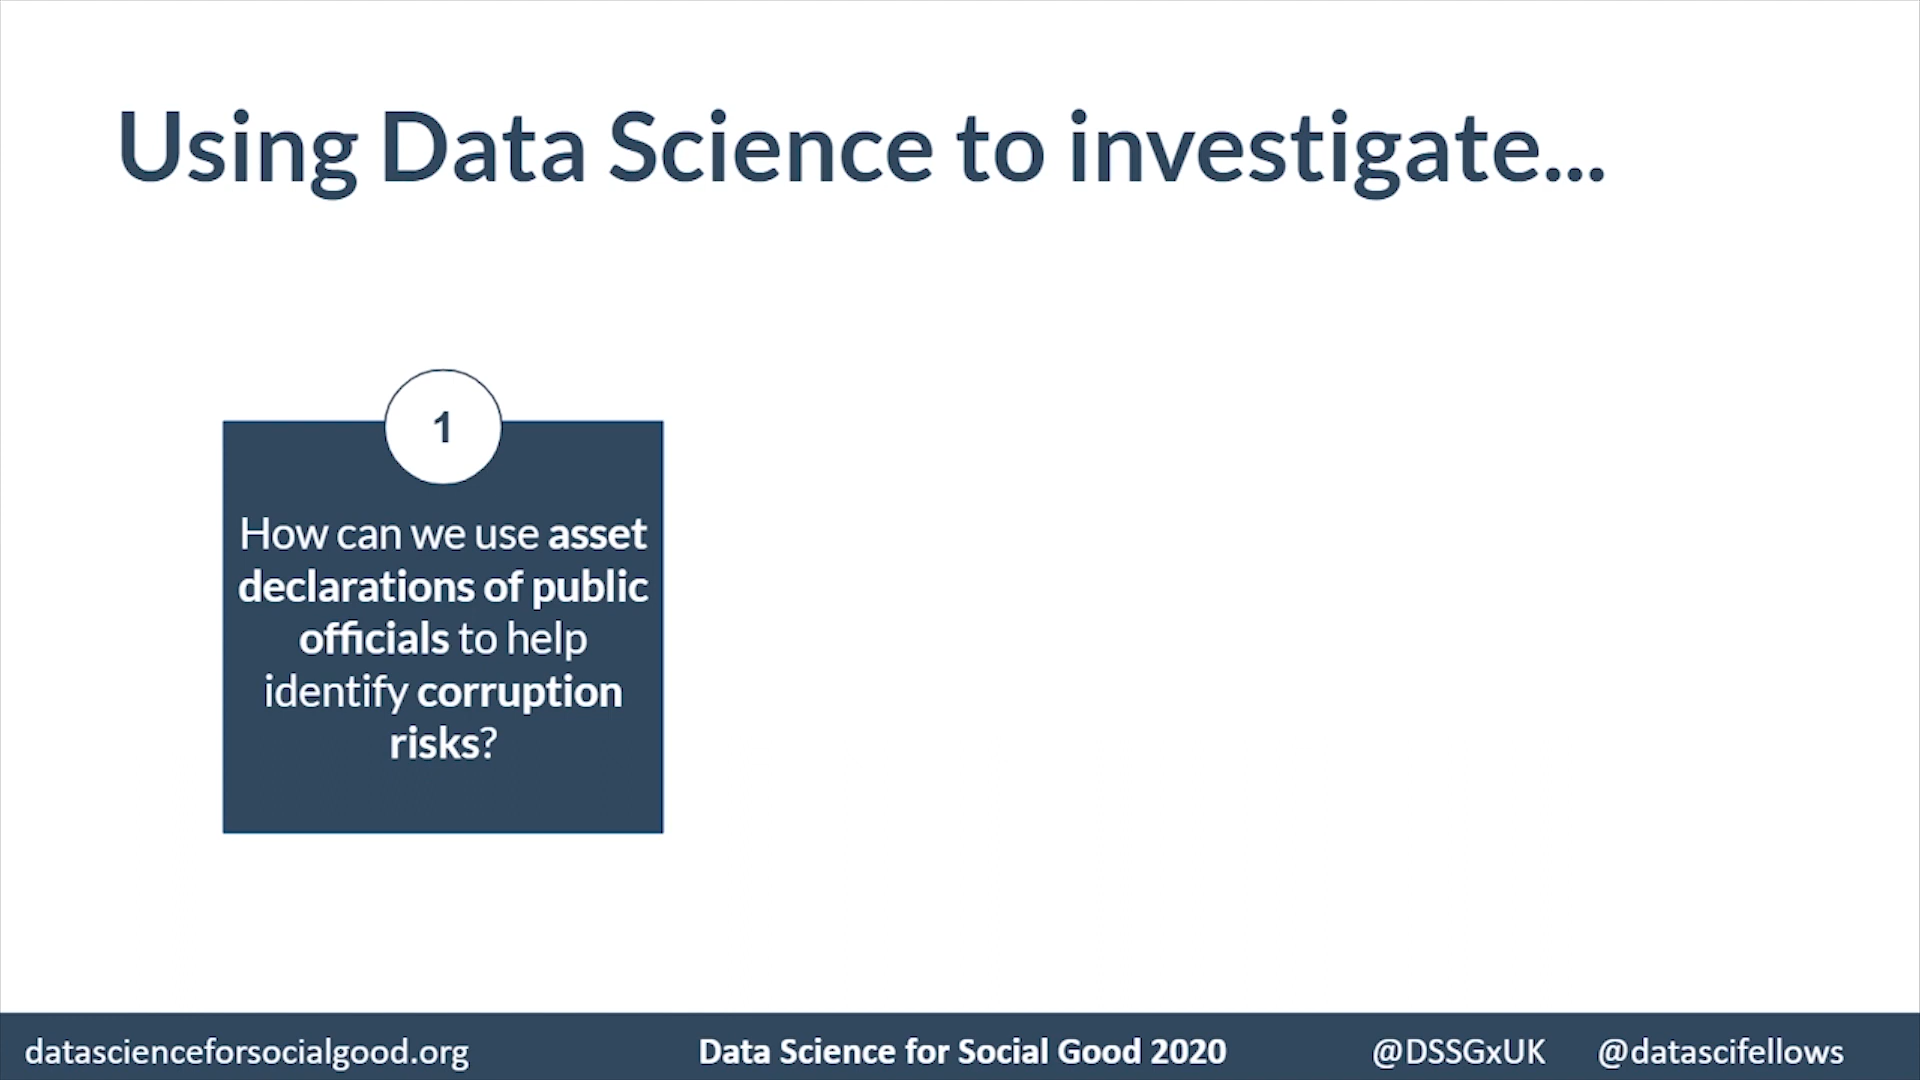 Using Data Science to investigate...
1
How can we use asset
declarations of public
officials to help
identify corruption
risks?
datascienceforsocialgood.org Data Science for Social Good 2020 @DSSGxUK @datascifellows